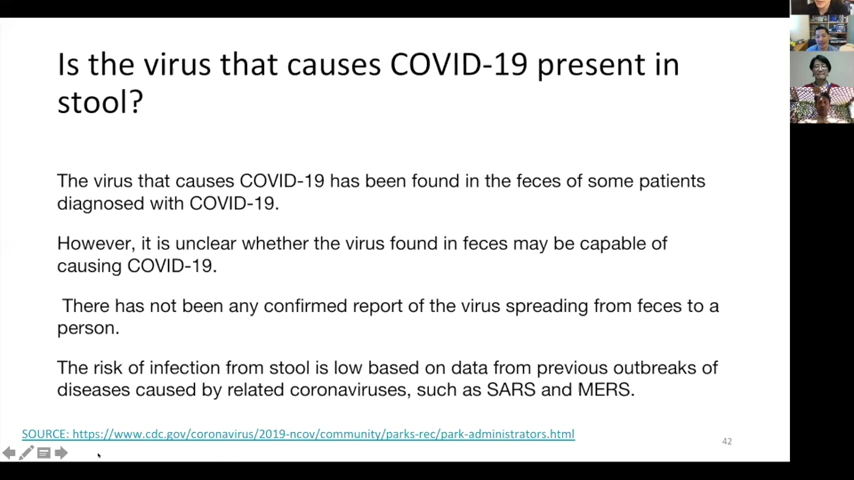 Is the virus that causes COVID-19 present in
stool?
The virus that causes COVID-19 has been found in the feces of some patients
diagnosed with COVID-19.
However, it is unclear whether the virus found in feces may be capable of
causing COVID-19.
There has not been any confirmed report of the virus spreading from feces to a
person.
The risk of infection from stool is low based on data from previous outbreaks of
diseases caused by related coronaviruses, such as SARS and MERS.
SOURCE: https://www.cdc.gov/coronavirus/2019-ncov/community/parks-rec/park-administrators.html
42